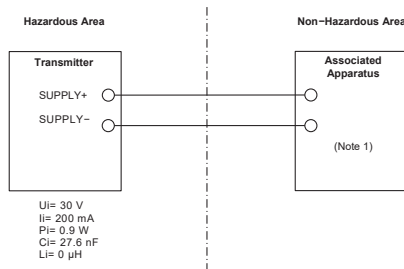 Hazardous Area
Non−Hazardous Area
Transmitter
SUPPLY+
SUPPLY−
Associated
Apparatus
(Note 1)
Ui= 30 V
Ii= 200 mA
Pi= 0.9 W
Ci= 27.6 nF
Li= 0 µH